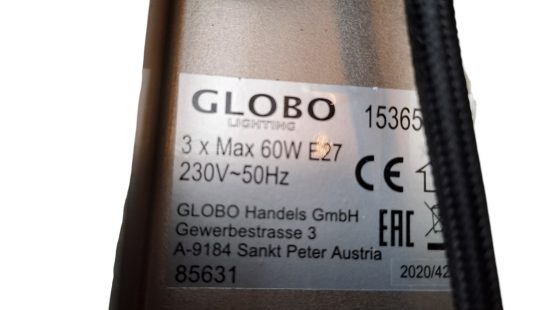 GLOBO
LIGHTING
15365
3 x Max 60W E27
230V~50Hz
CE
GLOBO Handels GmbH
Gewerbestrasse 3
A-9184 Sankt Peter Austria
85631
EAC
2020/42